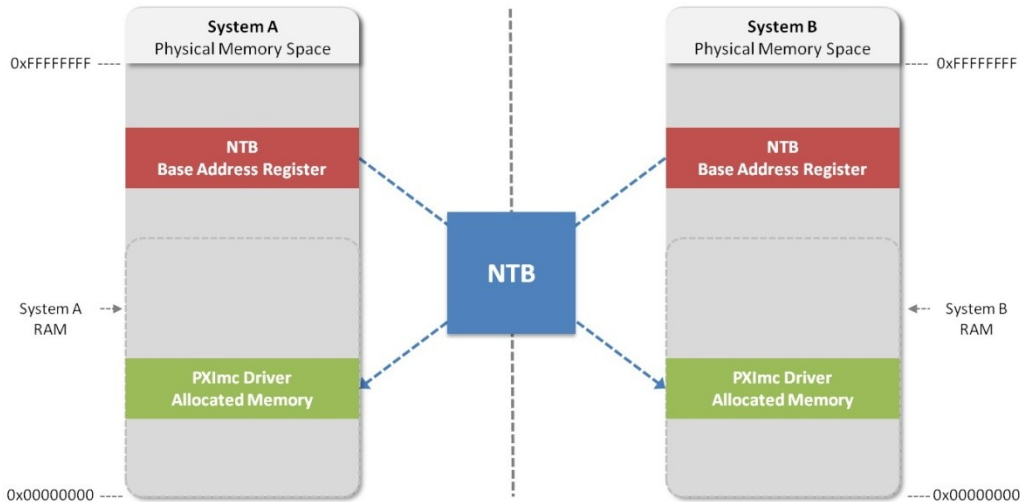 System A
Physical Memory Space
System B
Physical Memory Space
0xFFFFFFFF
0xFFFFFFFF
NTB
Base Address Register
NTB
Base Address Register
NTB
System A
RAM
System B
RAM
PXImc Driver
Allocated Memory
PXImc Driver
Allocated Memory
0x00000000
0x00000000